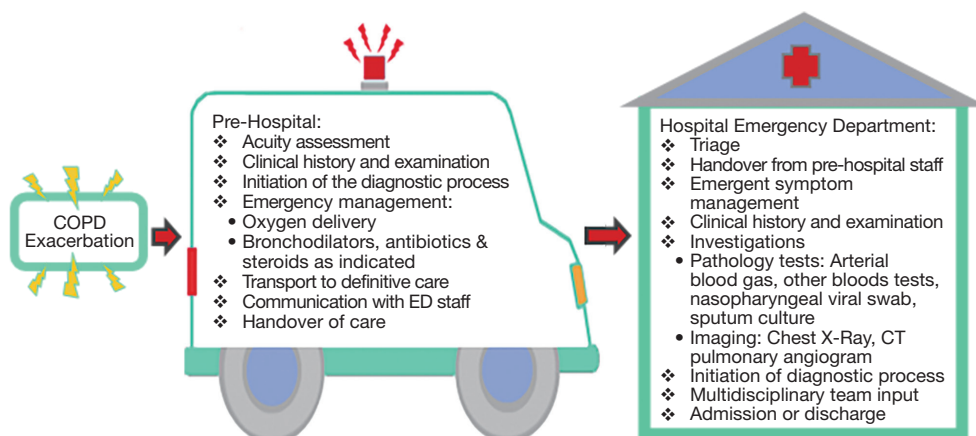 COPD
Exacerbation
Pre-Hospital:
❖ Acuity assessment
❖ Clinical history and examination
❖ Initiation of the diagnostic process
❖ Emergency management:
• Oxygen delivery
• Bronchodilators, antibiotics &
steroids as indicated
❖ Transport to definitive care
❖ Communication with ED staff
❖ Handover of care
Hospital Emergency Department:
❖ Triage
❖ Handover from pre-hospital staff
❖ Emergent symptom
management
❖ Clinical history and examination
❖ Investigations
• Pathology tests: Arterial
blood gas, other bloods tests,
nasopharyngeal viral swab,
sputum culture
• Imaging: Chest X-Ray, CT
pulmonary angiogram
❖ Initiation of diagnostic process
❖ Multidisciplinary team input
❖ Admission or discharge